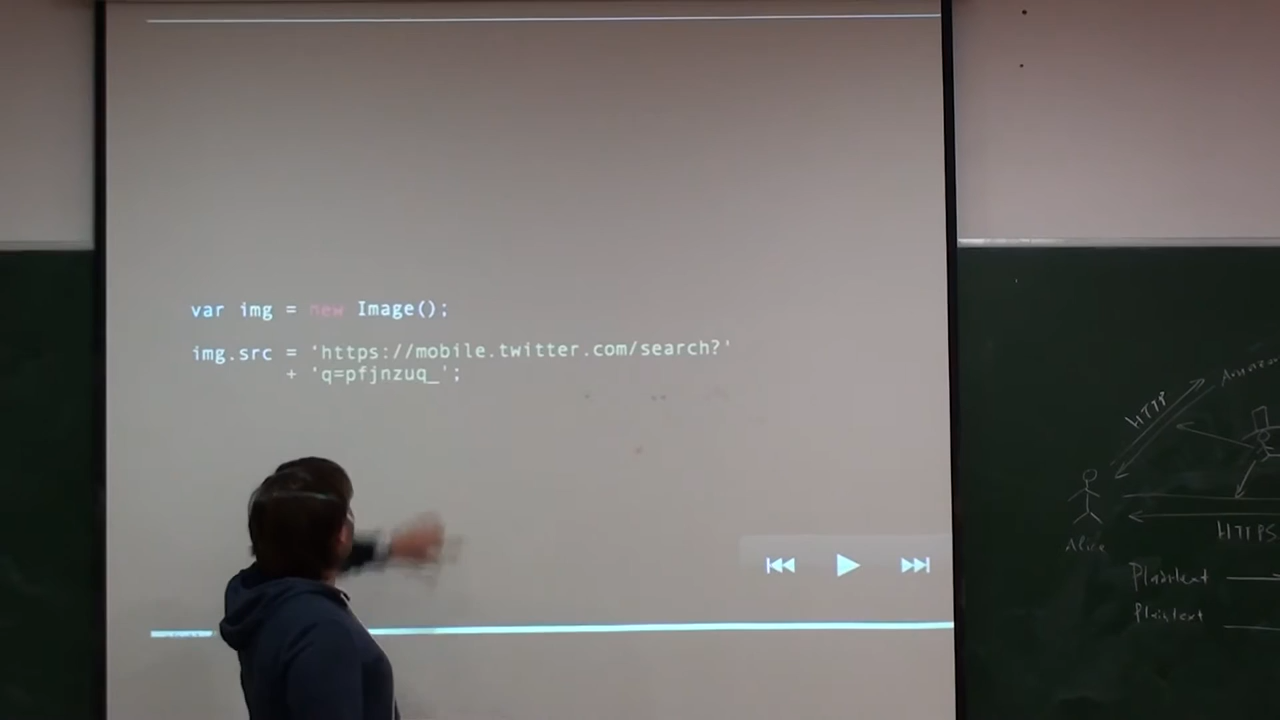 var img = new Image();
img.src = 'https://mobile.twitter.com/search?'
+ 'q=pfjnzuq_';
HTTP
Alice
HTTPS
Plaintext
Plaintext